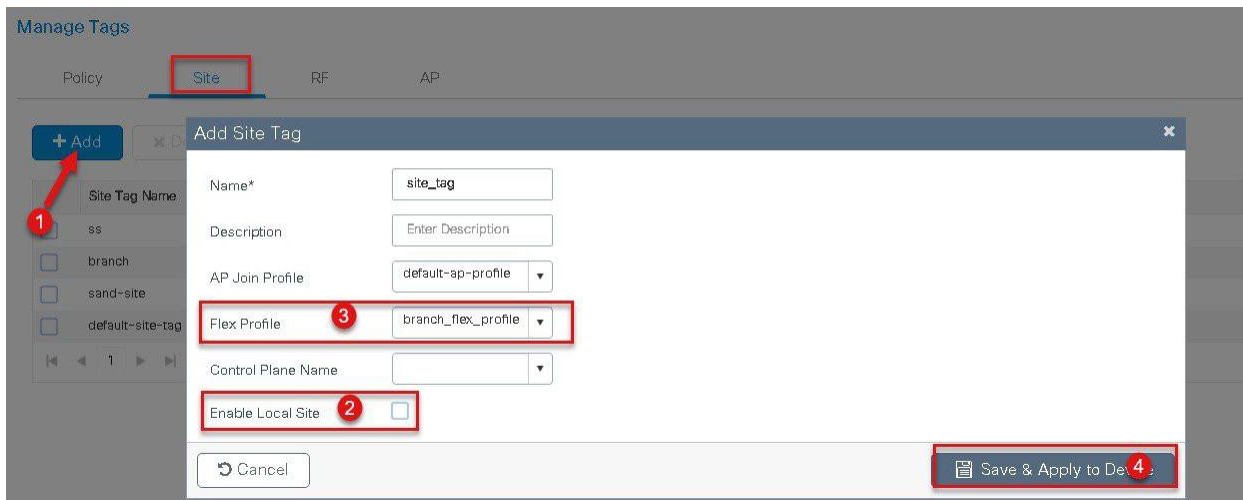 Manage Tags
Policy Site RF AP
+ Add
Add Site Tag
Name* site_tag
Site Tag Name
1
ss
Description Enter Description
branch
AP Join Profile default-ap-profile
sand-site
Flex Profile 3 branch_flex_profile
default-site-tag
1
Control Plane Name
Enable Local Site 2
Cancel
Save & Apply to De 4 e